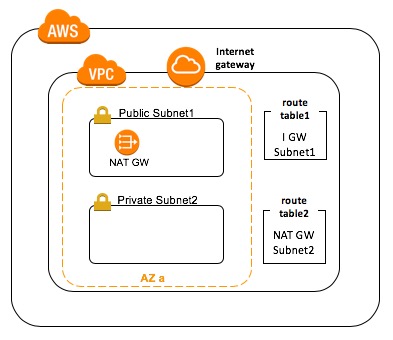 AWS
Internet
gateway
VPC
Public Subnet1
NAT GW
route
table1
I GW
Subnet1
Private Subnet2
route
table2
NAT GW
Subnet2
AZ a